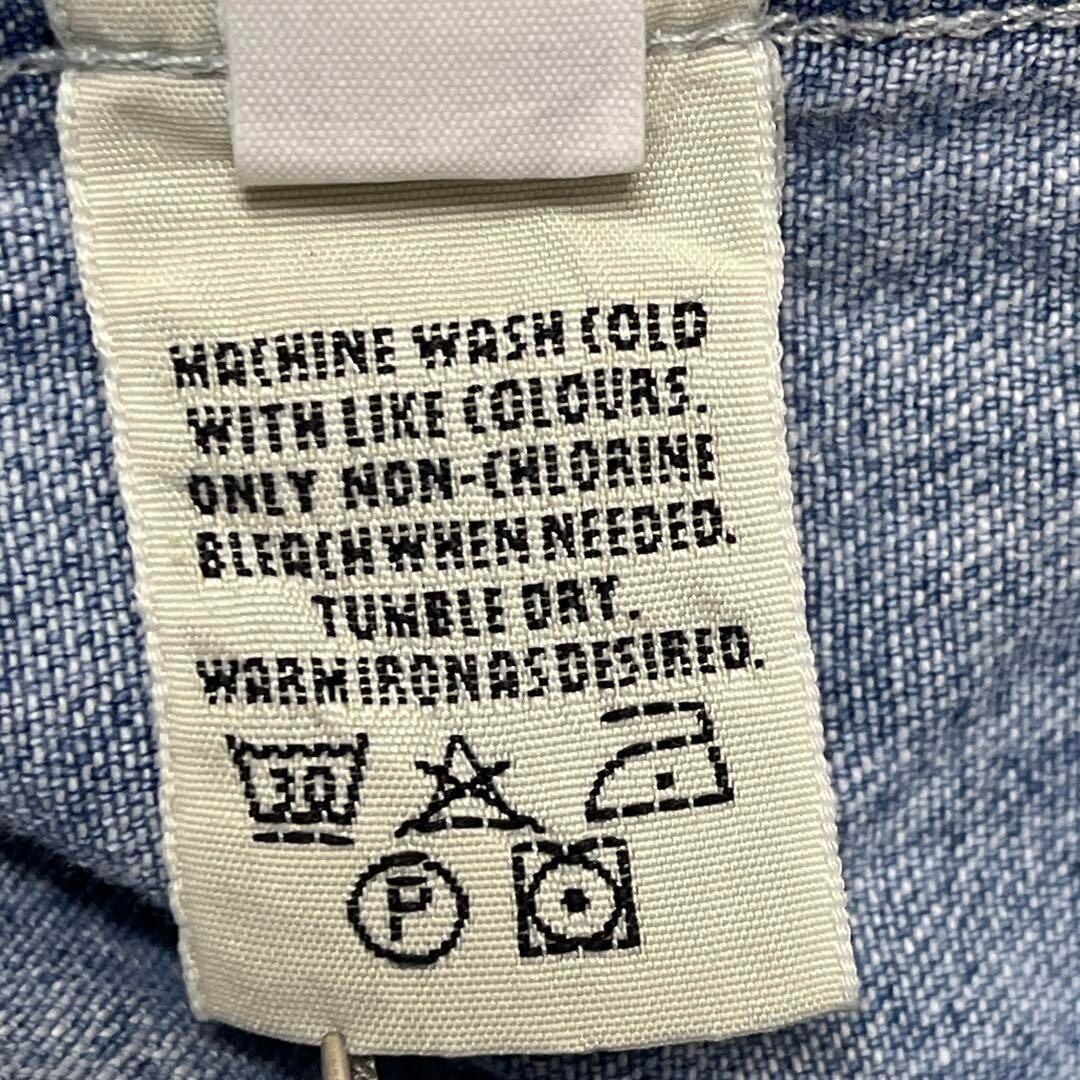 MACHINE WASH COLD
WITH LIKE COLOURS.
ONLY NON-CHLORINE
BLEACH WHEN NEEDED.
TUMBLE DRY.
WARM IRON AS DESIRED.
30
P